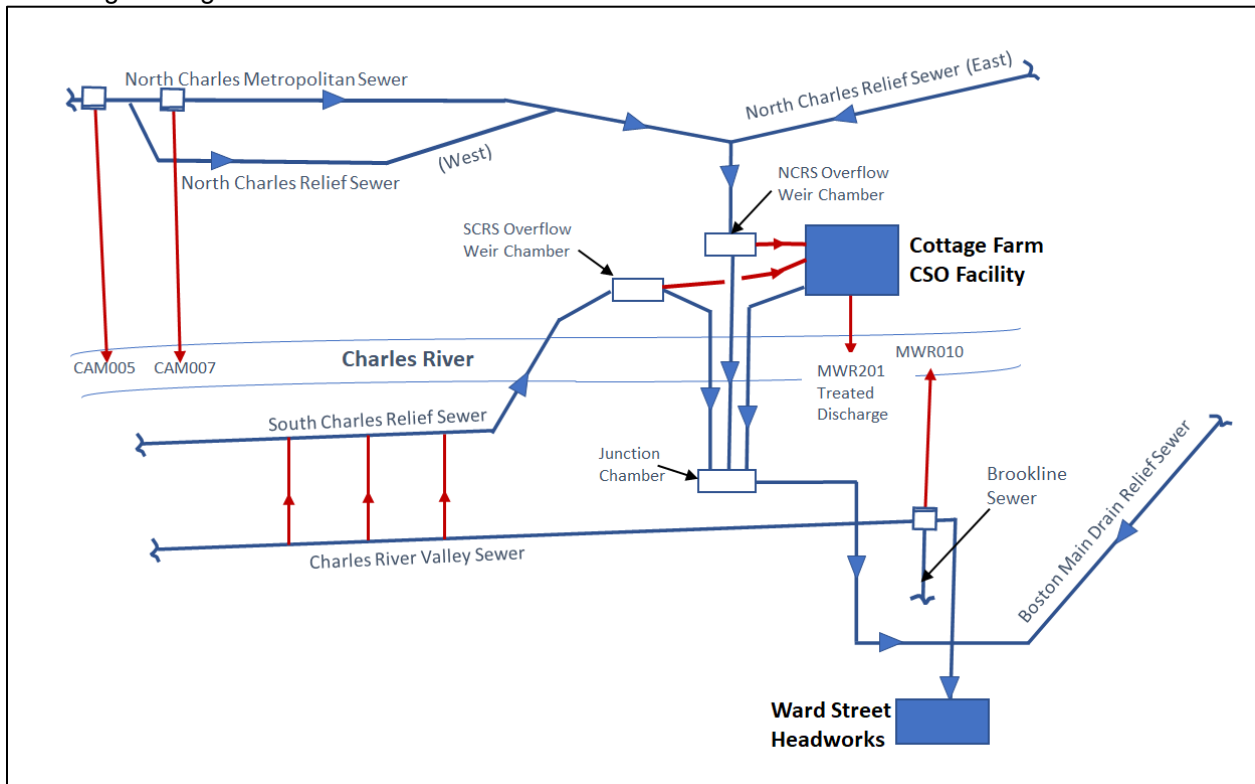 North Charles Metropolitan Sewer
North Charles Relief Sewer (East)
North Charles Relief Sewer
(West)
NCRS Overflow
Weir Chamber
SCRS Overflow
Weir Chamber
Cottage Farm
CSO Facility
CAM005
CAM007
Charles River
MWR010
MWR201
Treated
Discharge
South Charles Relief Sewer
Junction
Chamber
Brookline
Sewer
Boston Main Drain Relief Sewer
Charles River Valley Sewer
Ward Street
Headworks